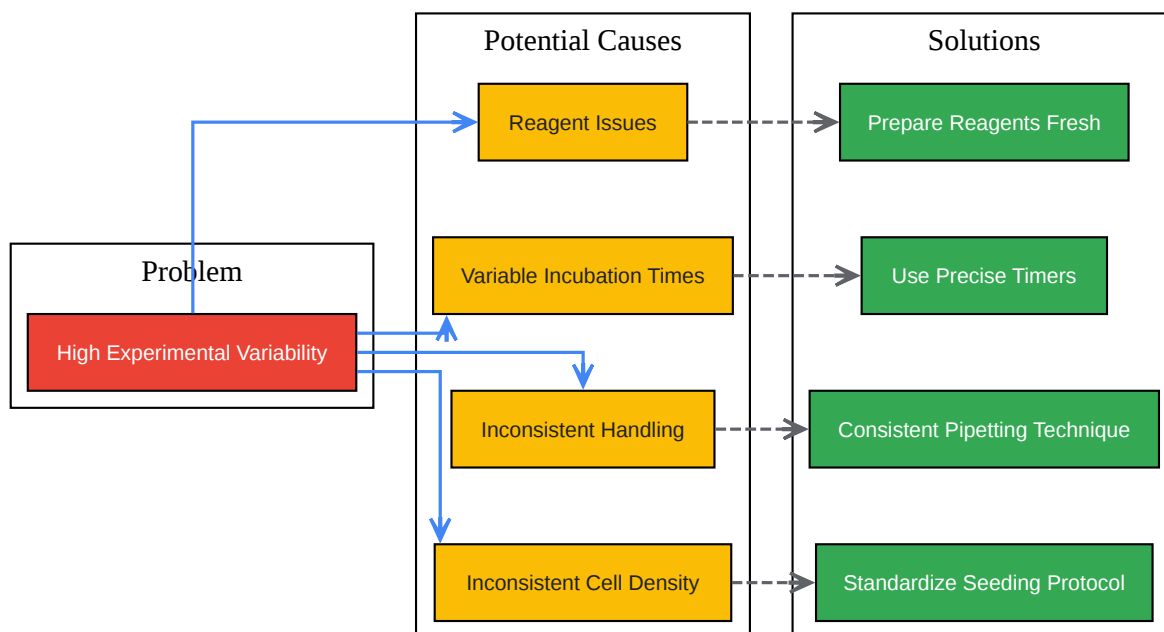 Potential Causes
Solutions
Reagent Issues
Prepare Reagents Fresh
Problem
Variable Incubation Times
Use Precise Timers
High Experimental Variability
Inconsistent Handling
Consistent Pipetting Technique
Inconsistent Cell Density
Standardize Seeding Protocol